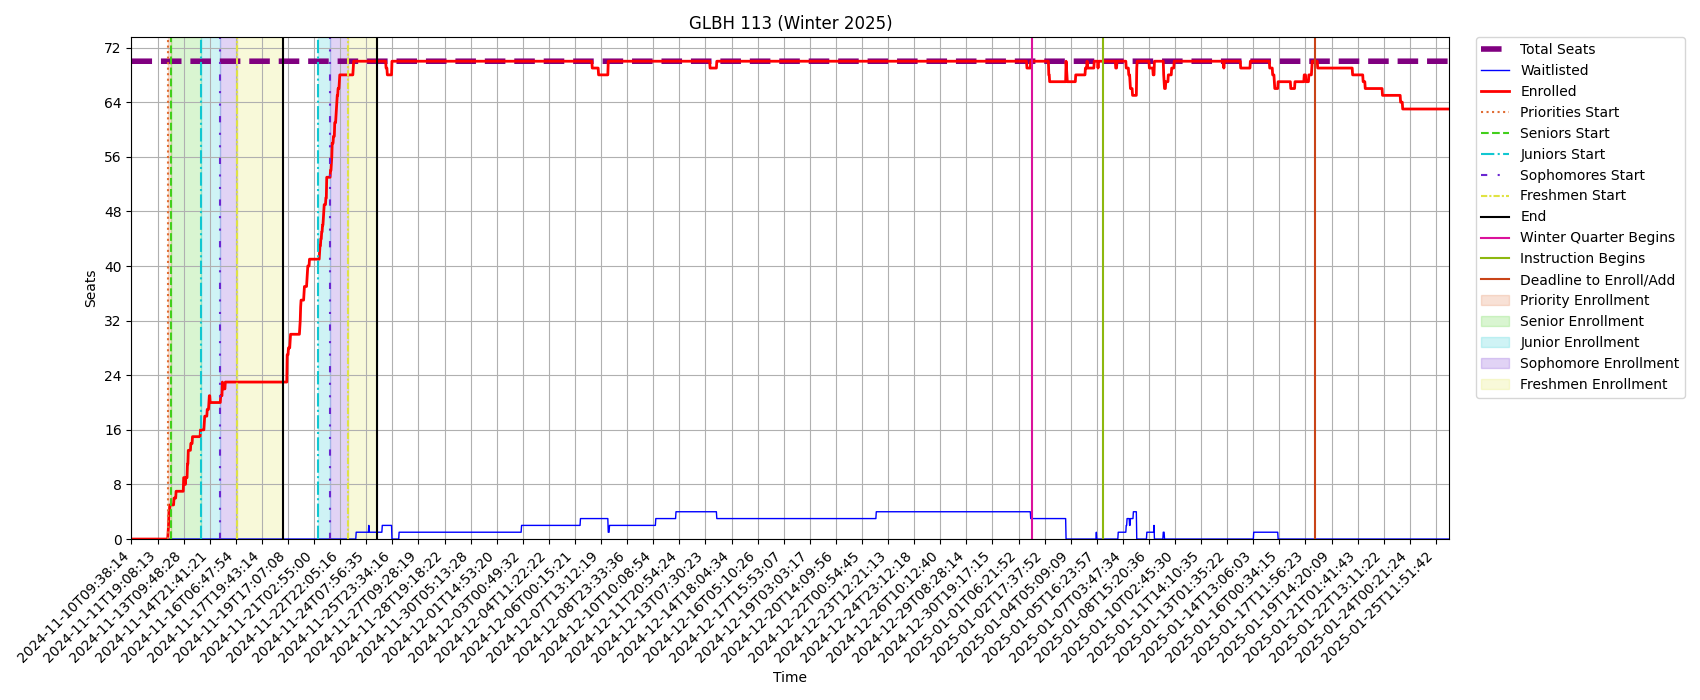 GLBH 113 (Winter 2025)
72
64
56
48
40
32
24
16
8
0
Seats
2024-11-10T09:38:14
2024-11-11T19:08:13
2024-11-13T09:48:28
2024-11-14T21:41:21
2024-11-16T06:47:54
2024-11-17T19:43:14
2024-11-19T17:07:08
2024-11-21T02:55:00
2024-11-22T22:05:16
2024-11-24T07:56:35
2024-11-25T23:34:16
2024-11-27T09:28:19
2024-11-28T19:18:22
2024-11-30T05:13:28
2024-12-01T14:53:20
2024-12-03T00:49:32
2024-12-04T11:22:22
2024-12-06T00:15:21
2024-12-07T13:12:19
2024-12-08T23:33:36
2024-12-10T10:08:54
2024-12-11T20:54:24
2024-12-13T07:30:23
2024-12-14T18:04:34
2024-12-16T05:10:26
2024-12-17T15:53:07
2024-12-19T03:03:17
2024-12-20T14:09:56
2024-12-22T00:54:45
2024-12-23T12:21:13
2024-12-24T23:12:18
2024-12-26T10:12:40
2024-12-29T08:28:14
2024-12-30T19:17:15
2025-01-01T06:21:52
2025-01-02T17:37:52
2025-01-04T05:09:09
2025-01-05T16:23:57
2025-01-07T03:47:34
2025-01-08T15:20:36
2025-01-10T02:45:30
2025-01-11T14:10:35
2025-01-13T01:35:22
2025-01-14T13:06:03
2025-01-16T00:34:15
2025-01-17T11:56:23
2025-01-19T14:20:09
2025-01-21T01:41:43
2025-01-22T13:11:22
2025-01-24T00:21:24
2025-01-25T11:51:42
Time
Total Seats
Waitlisted
Enrolled
Priorities Start
Seniors Start
Juniors Start
Sophomores Start
Freshmen Start
End
Winter Quarter Begins
Instruction Begins
Deadline to Enroll/Add
Priority Enrollment
Senior Enrollment
Junior Enrollment
Sophomore Enrollment
Freshmen Enrollment